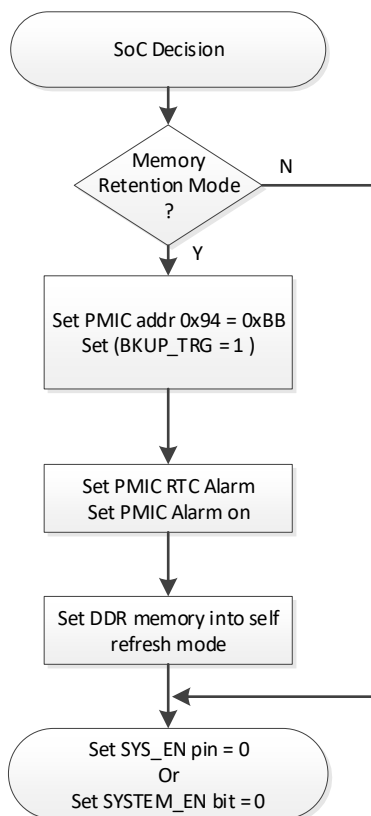 SoC Decision
Memory
Retention Mode
?
N
Y
Set PMIC addr 0x94 = 0xBB
Set (BKUP_TRG = 1 )
Set PMIC RTC Alarm
Set PMIC Alarm on
Set DDR memory into self
refresh mode
Set SYS_EN pin = 0
Or
Set SYSTEM_EN bit = 0